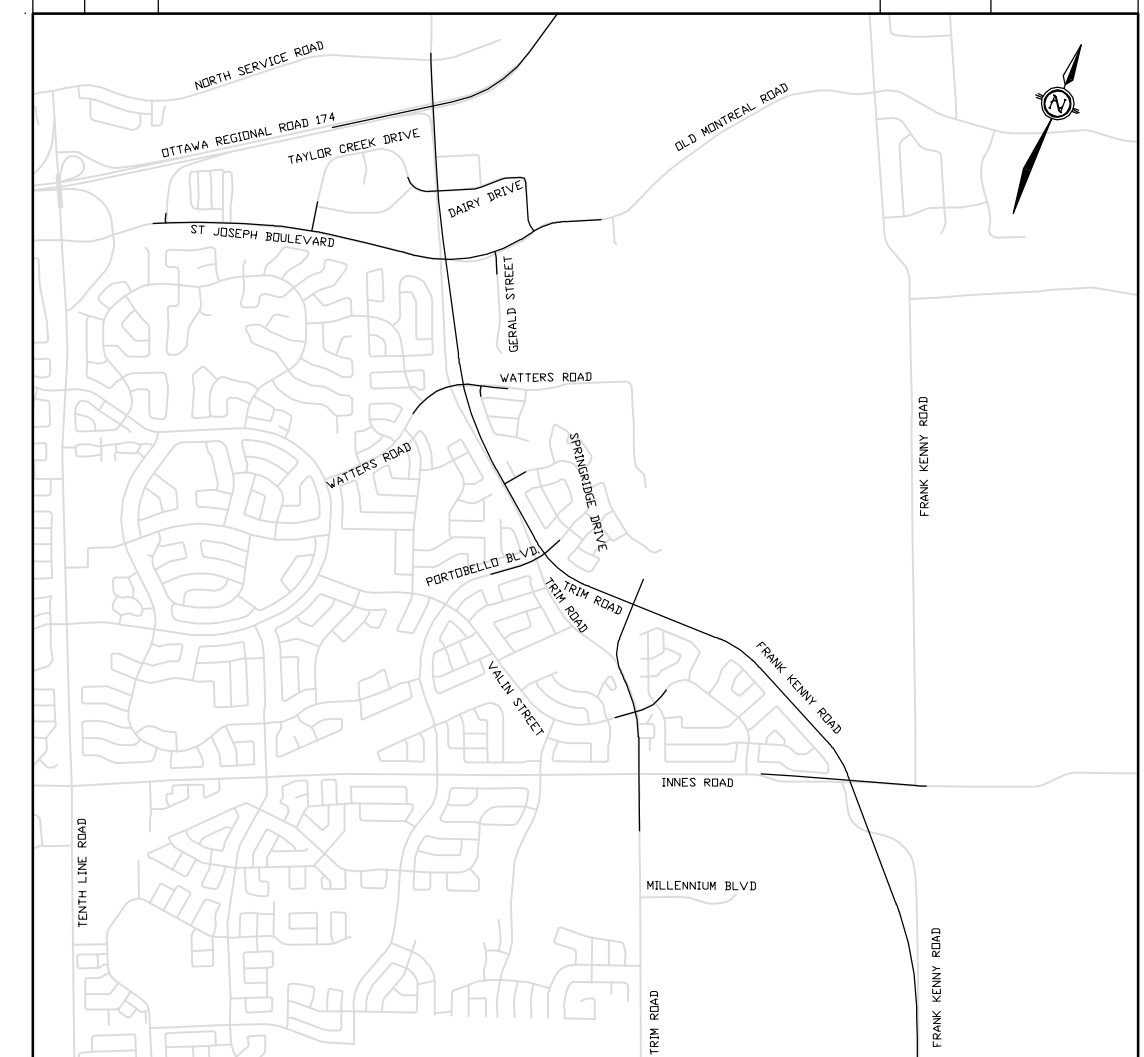 NORTH SERVICE ROAD
OTTAWA REGIONAL ROAD 174
TAYLOR CREEK DRIVE
OLD MONTREAL ROAD
N
DAIRY DRIVE
ST JOSEPH BOULEVARD
GERALD STREET
WATTERS ROAD
FRANK KENNY ROAD
WATTERS ROAD
SPRINGRIDGE DRIVE
PORTOBELLO BLVD.
TRIM ROAD
TRIM ROAD
FRANK KENNY ROAD
VALIN STREET
INNES ROAD
TENTH LINE ROAD
MILLENNIUM BLVD
FRANK KENNY ROAD
TRIM ROAD